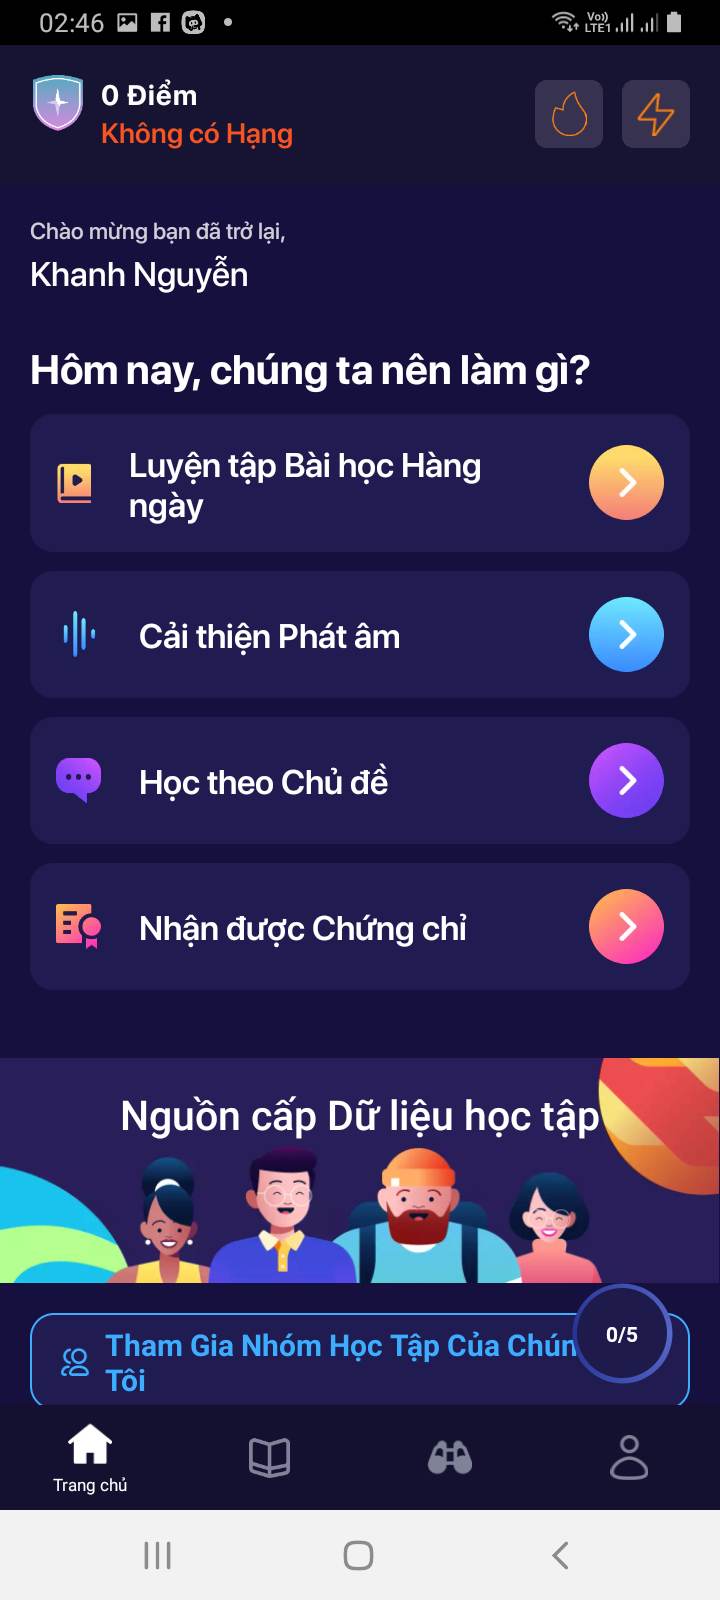 02:46
Vo))
LTE1
0 Điểm
Không có Hạng
Chào mừng bạn đã trở lại,
Khanh Nguyễn
Hôm nay, chúng ta nên làm gì?
Luyện tập Bài học Hàng
ngày
Cải thiện Phát âm
Học theo Chủ đề
Nhận được Chứng chỉ
Nguồn cấp Dữ liệu học tập
Tham Gia Nhóm Học Tập Của Chún
Tôi
0/5
Trang chủ